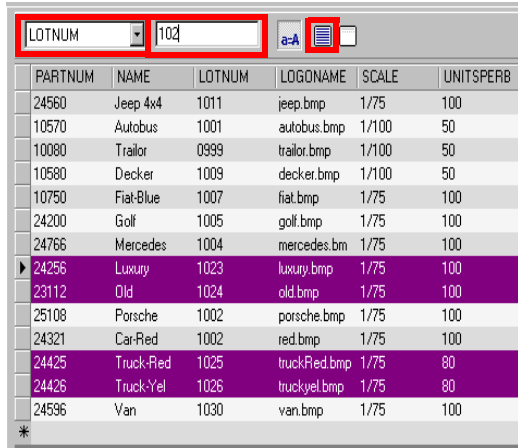 LOTNUM 102 a=A
PARTNUM NAME LOTNUM LOGONAME SCALE UNITSPERB
24560 Jeep 4x4 1011 jeep.bmp 1/75 100
10570 Autobus 1001 autobus.bmp 1/100 50
10080 Trailor 0999 trailor.bmp 1/100 50
10580 Decker 1009 decker.bmp 1/100 50
10750 Fiat-Blue 1007 fiat.bmp 1/75 100
24200 Golf 1005 golf.bmp 1/75 100
24766 Mercedes 1004 mercedes.bm 1/75 100
24256 Luxury 1023 luxury.bmp 1/75 100
23112 Old 1024 old.bmp 1/75 100
25108 Porsche 1002 porsche.bmp 1/75 100
24321 Car-Red 1002 red.bmp 1/75 100
24425 Truck-Red 1025 truckRed.bmp 1/75 80
24426 Truck-Yel 1026 truckyel.bmp 1/75 80
24596 Van 1030 van.bmp 1/75 100